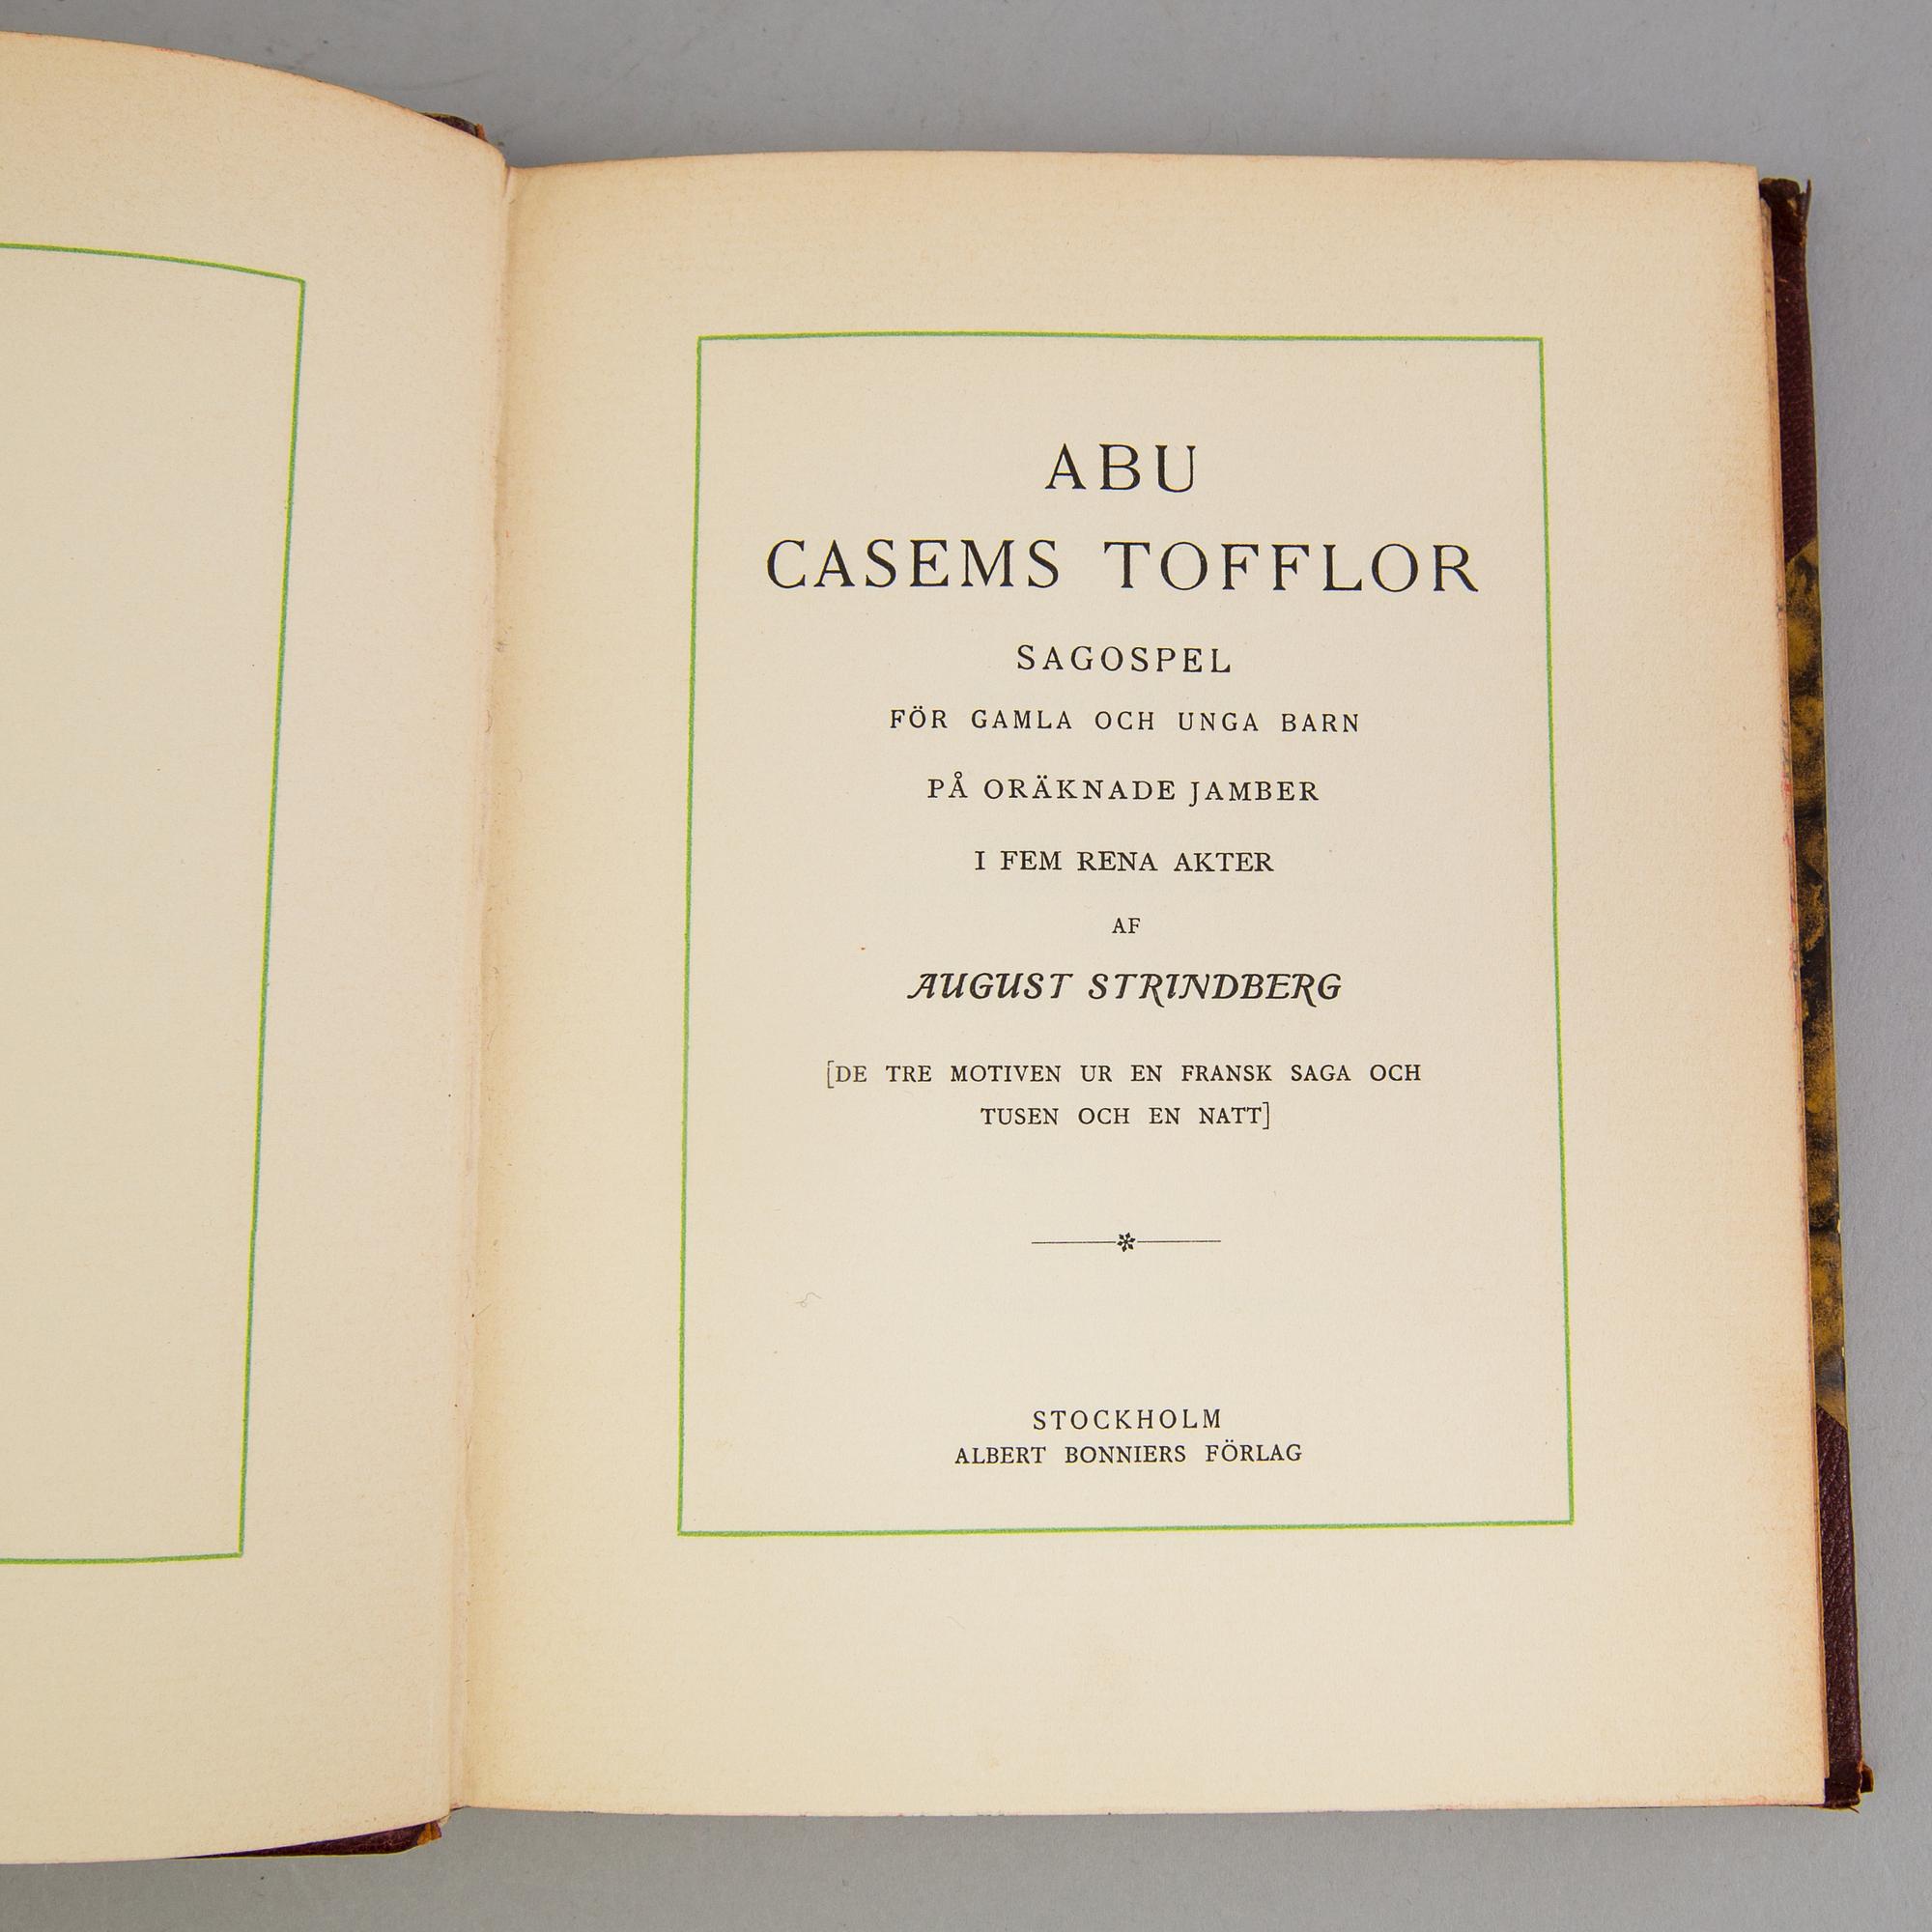 ABU
CASEMS TOFFLOR
SAGOSPEL
FÖR GAMLA OCH UNGA BARN
PÅ ORÄKNADE JAMBER
I FEM RENA AKTER
AF
AUGUST STRINDBERG
[DE TRE MOTIVEN UR EN FRANSK SAGA OCH
TUSEN OCH EN NATT]
STOCKHOLM
ALBERT BONNIERS FÖRLAG